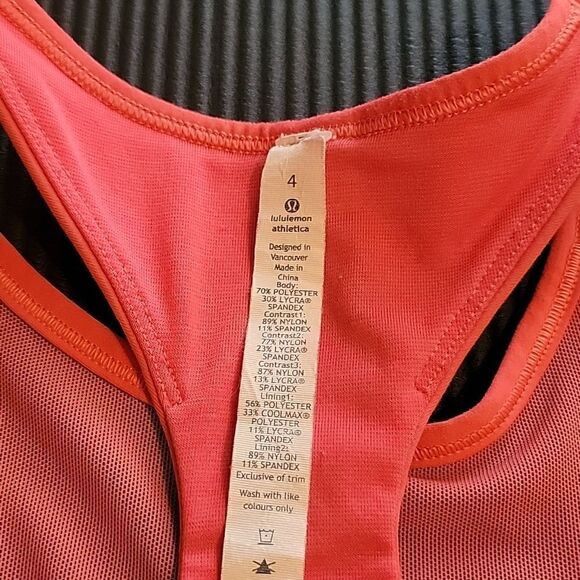 4
lululemon
athletica
Designed in
Vancouver
Made in
China
Body:
70% POLYESTER
30% LYCRA®
SPANDEX
Contrast1:
89% NYLON
11% SPANDEX
Contrast2:
77% NYLON
23% LYCRA®
SPANDEX
Contrast3:
87% NYLON
13% LYCRA®
SPANDEX
Lining1:
56% POLYESTER
33% COOLMAX®
POLYESTER
11% LYCRA®
SPANDEX
Lining2:
89% NYLON
11% SPANDEX
Exclusive of trim
Wash with like
colours only